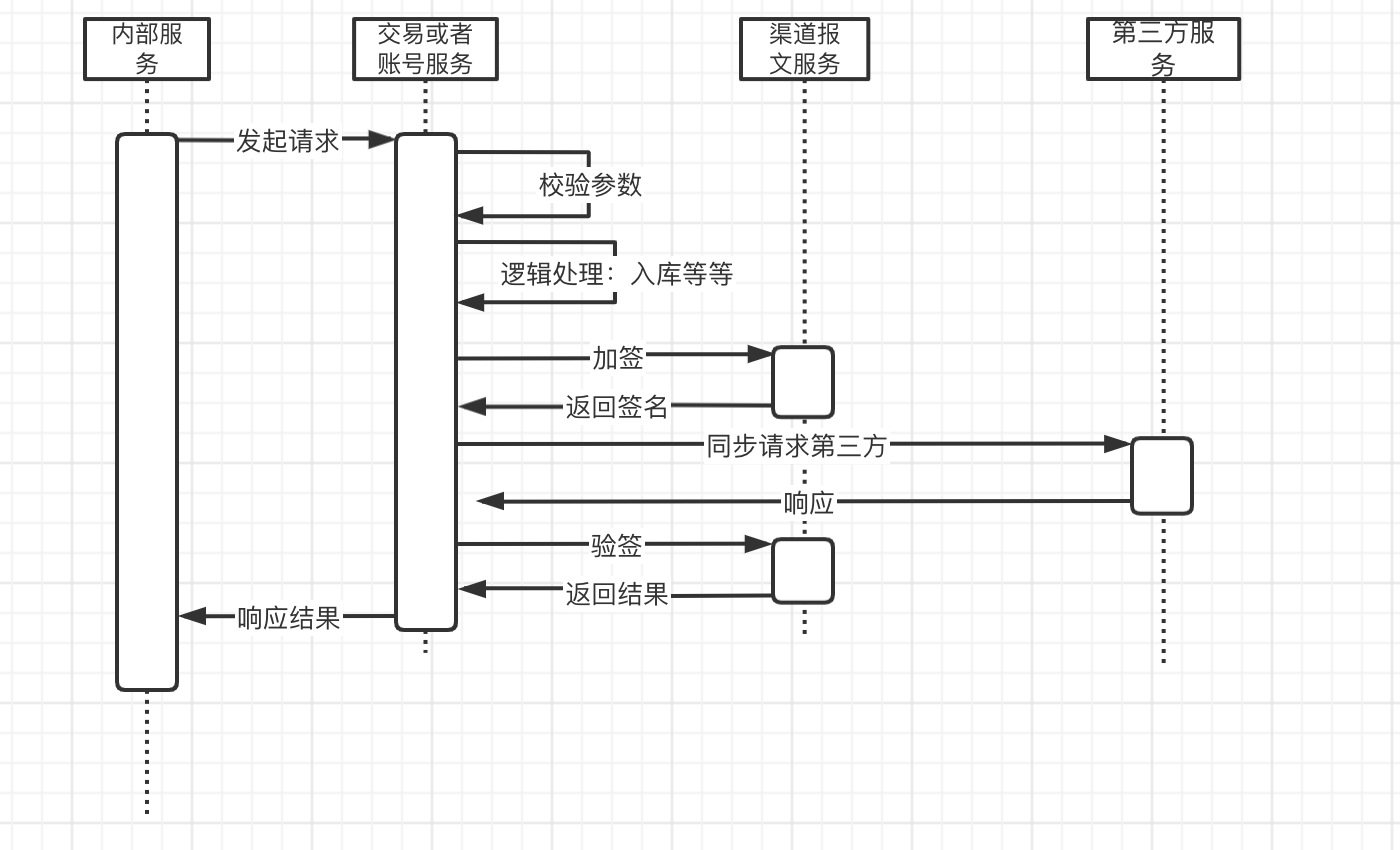 内部服
务
交易或者
账号服务
渠道报
文服务
第三方服
务
发起请求
校验参数
逻辑处理：入库等等
加签
返回签名
同步请求第三方
响应
验签
返回结果
响应结果